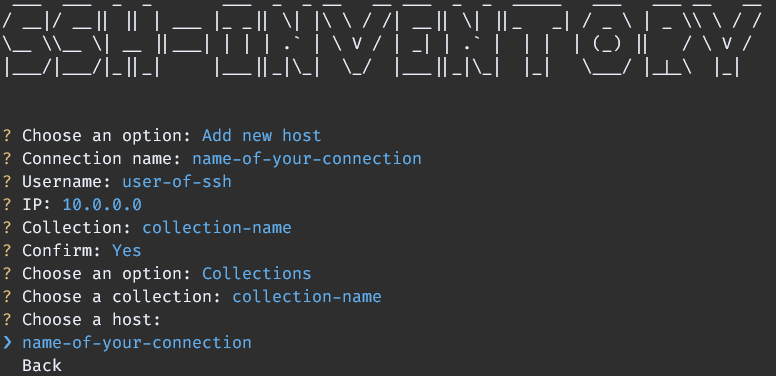 SSH-INVENTORY
? Choose an option: Add new host
? Connection name: name-of-your-connection
? Username: user-of-ssh
? IP: 10.0.0.0
? Collection: collection-name
? Confirm: Yes
? Choose an option: Collections
? Choose a collection: collection-name
? Choose a host:
❯ name-of-your-connection
Back